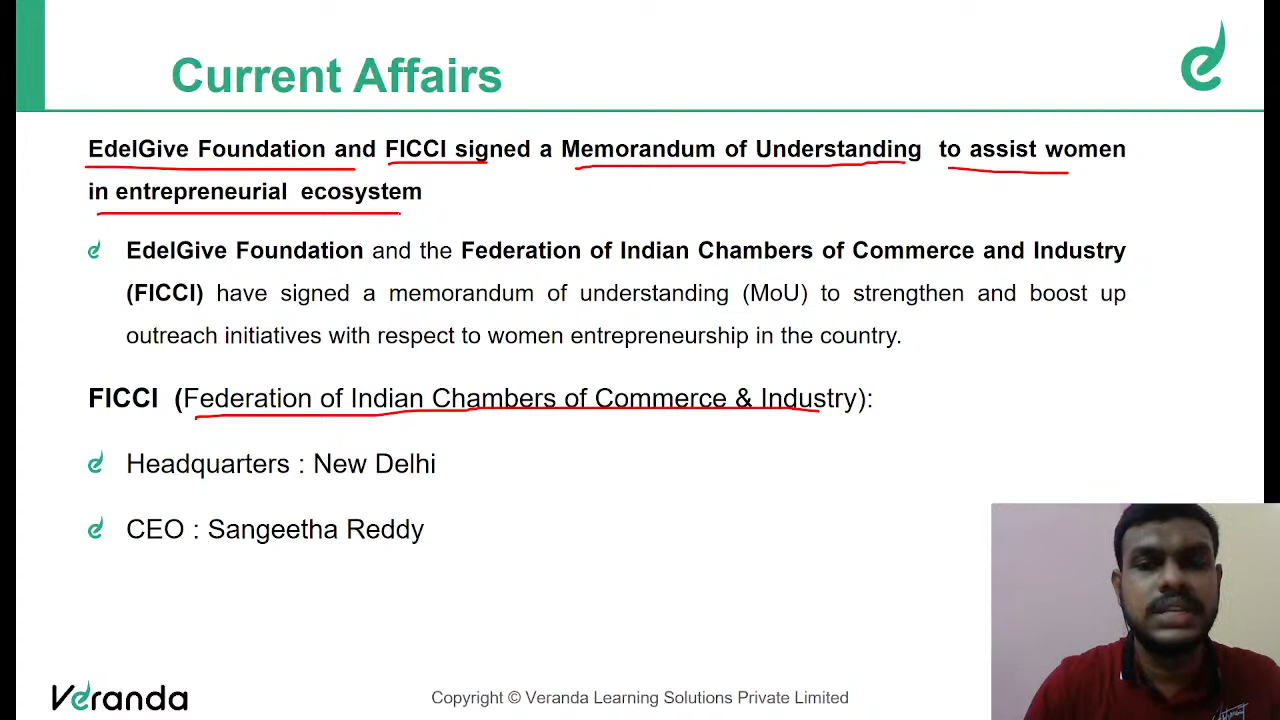 Current Affairs
EdelGive Foundation and FICCI signed a Memorandum of Understanding to assist women
in entrepreneurial ecosystem
EdelGive Foundation and the Federation of Indian Chambers of Commerce and Industry
(FICCI) have signed a memorandum of understanding (MoU) to strengthen and boost up
outreach initiatives with respect to women entrepreneurship in the country.
FICCI (Federation of Indian Chambers of Commerce & Industry):
Headquarters : New Delhi
CEO : Sangeetha Reddy
Veranda
Copyright © Veranda Learning Solutions Private Limited